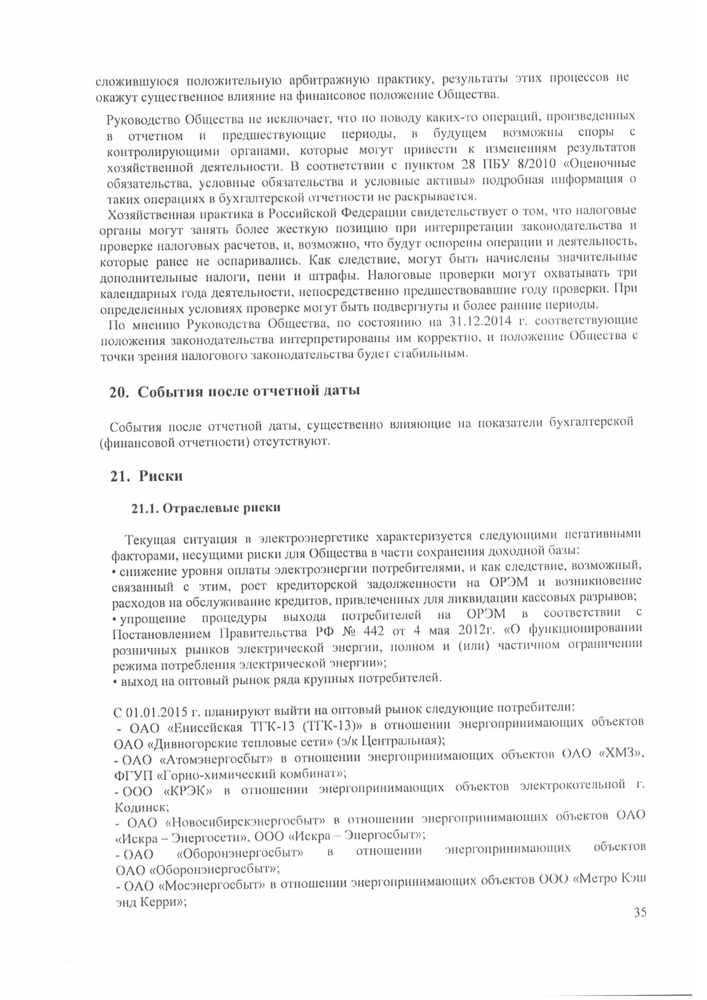 сложившуюся положительную арбитражную практику, результаты этих процессов не
окажут существенное влияние на финансовое положение Общества.
Руководство Общества не исключает, что по поводу каких-то операций, произведенных
в отчетном и предшествующие периоды, в будущем возможны споры с
контролирующими органами, которые могут привести к изменениям результатов
хозяйственной деятельности. В соответствии с пунктом 28 ПБУ 8/2010 «Оценочные
обязательства, условные обязательства и условные активы» подробная информация о
таких операциях в бухгалтерской отчетности не раскрывается.
Хозяйственная практика в Российской Федерации свидетельствует о том, что налоговые
органы могут занять более жесткую позицию при интерпретации законодательства и
проверке налоговых расчетов, и, возможно, что будут оспорены операции и деятельность,
которые ранее не оспаривались. Как следствие, могут быть начислены значительные
дополнительные налоги, пени и штрафы. Налоговые проверки могут охватывать три
календарных года деятельности, непосредственно предшествовавшие году проверки. При
определенных условиях проверке могут быть подвергнуты и более ранние периоды.
По мнению Руководства Общества, по состоянию на 31.12.2014 г. соответствующие
положения законодательства интерпретированы им корректно, и положение Общества с
точки зрения налогового законодательства будет стабильным.
20. События после отчетной даты
События после отчетной даты, существенно влияющие на показатели бухгалтерской
(финансовой отчетности) отсутствуют.
21. Риски
21.1. Отраслевые риски
Текущая ситуация в электроэнергетике характеризуется следующими негативными
факторами, несущими риски для Общества в части сохранения доходной базы:
• снижение уровня оплаты электроэнергии потребителями, и как следствие, возможный,
связанный с этим, рост кредиторской задолженности на ОРЭМ и возникновение
расходов на обслуживание кредитов, привлеченных для ликвидации кассовых разрывов;
• упрощение процедуры выхода потребителей на ОРЭМ в соответствии с
Постановлением Правительства РФ № 442 от 4 мая 2012г. «О функционировании
розничных рынков электрической энергии, полном и (или) частичном ограничении
режима потребления электрической энергии»;
• выход на оптовый рынок ряда крупных потребителей.
С 01.01.2015 г. планируют выйти на оптовый рынок следующие потребители:
- ОАО «Енисейская ТГК-13 (ТГК-13)» в отношении энергопринимающих объектов
ОАО «Дивногорские тепловые сети» (э/к Центральная);
- ОАО «Атомэнергосбыт» в отношении энергопринимающих объектов ОАО «ХМЗ»,
ФГУП «Горно-химический комбинат»;
- ООО «КРЭК» в отношении энергопринимающих объектов электрокотельной г.
Кодинск;
- ОАО «Новосибирскэнергосбыт» в отношении энергопринимающих объектов ОАО
«Искра – Энергосети», ООО «Искра – Энергосбыт»;
- ОАО «Оборонэнергосбыт» в отношении энергопринимающих объектов
ОАО «Оборонэнергосбыт»;
- ОАО «Мосэнергосбыт» в отношении энергопринимающих объектов ООО «Метро Кэш
энд Керри»;
35